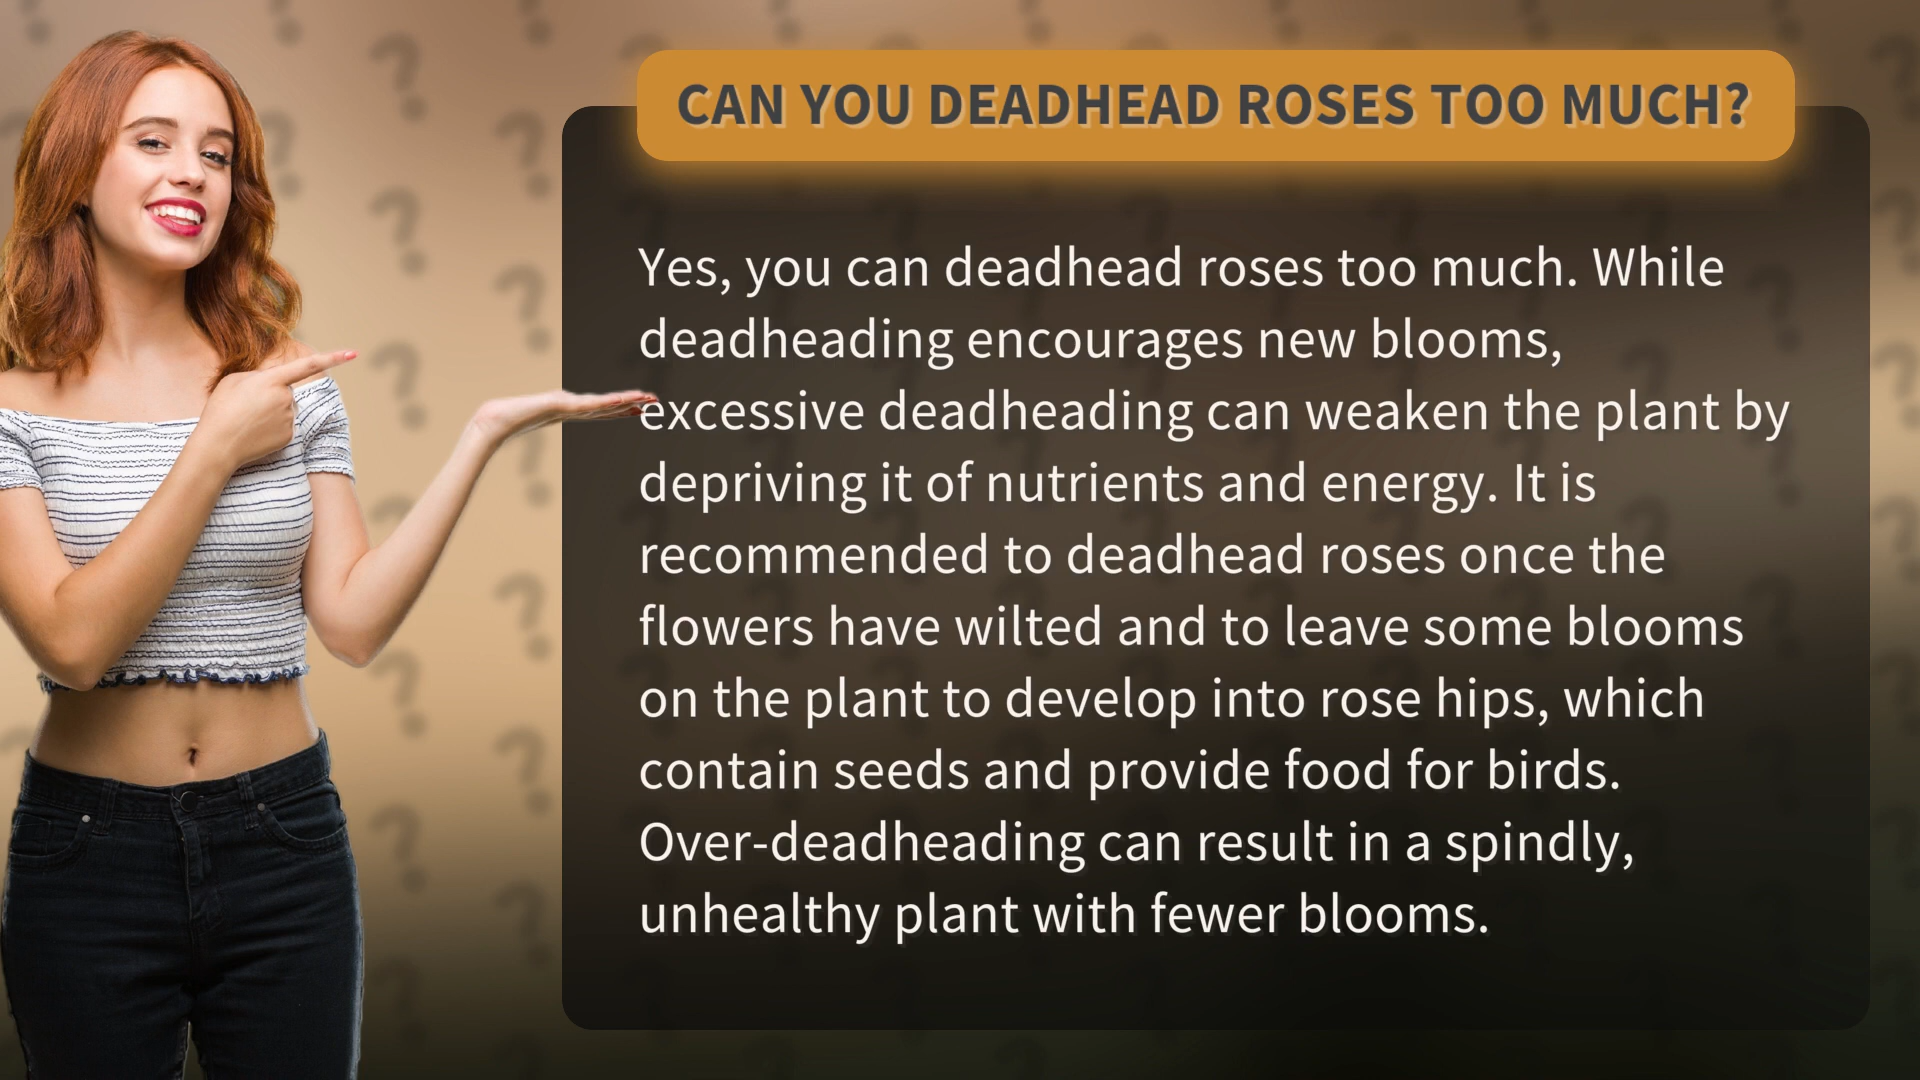 CAN YOU DEADHEAD ROSES TOO MUCH?
Yes, you can deadhead roses too much. While
deadheading encourages new blooms,
excessive deadheading can weaken the plant by
depriving it of nutrients and energy. It is
recommended to deadhead roses once the
flowers have wilted and to leave some blooms
on the plant to develop into rose hips, which
contain seeds and provide food for birds.
Over-deadheading can result in a spindly,
unhealthy plant with fewer blooms.